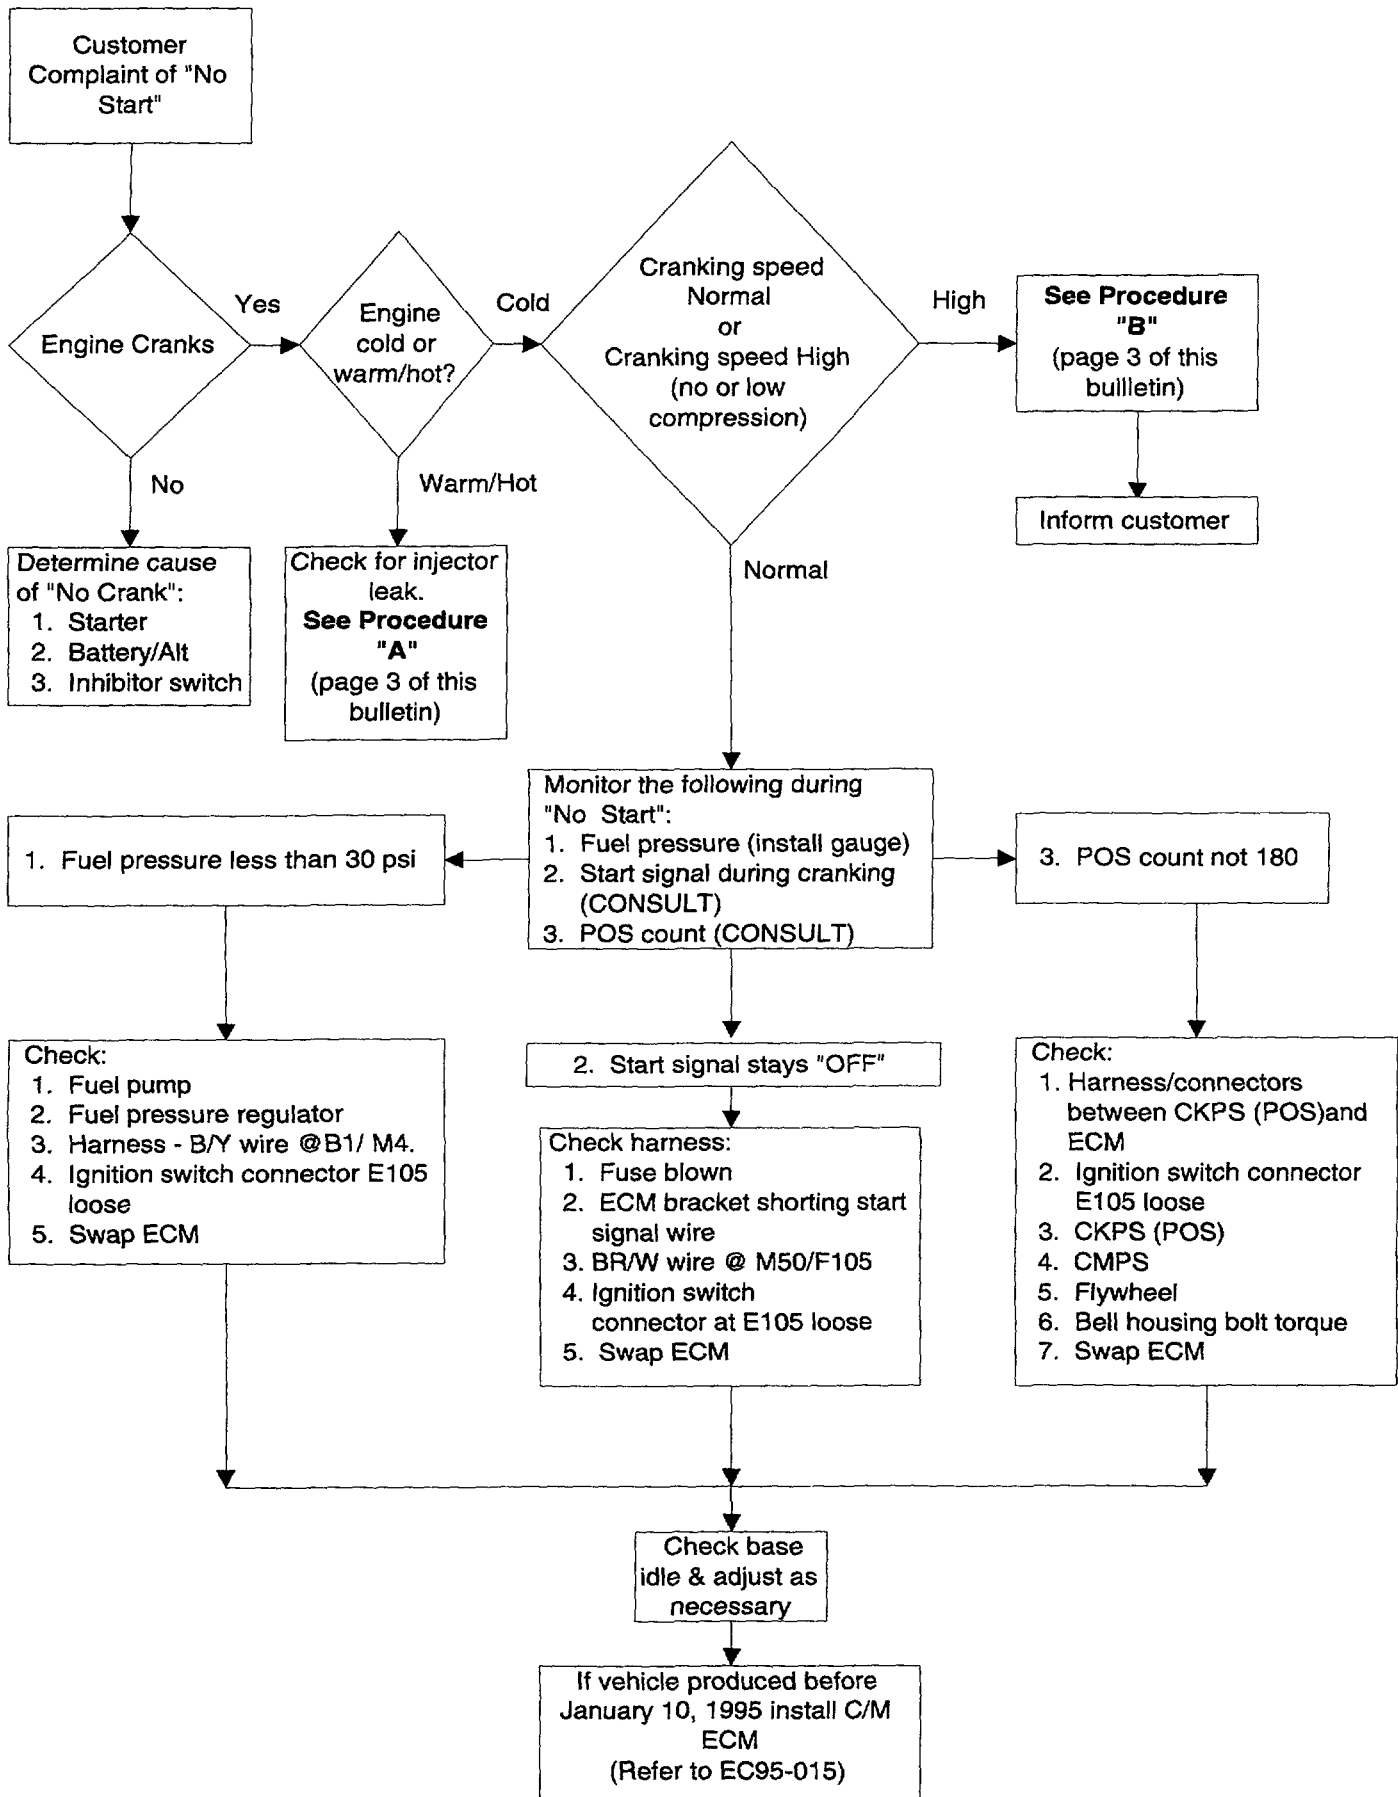 Customer
Complaint of "No
Start"
Engine Cranks
Yes
No
Engine
cold or
warm/hot?
Cold
Warm/Hot
Cranking speed
Normal
or
Cranking speed High
(no or low
compression)
High
Normal
See Procedure
"B"
(page 3 of this
buillletin)
Inform customer
Determine cause
of "No Crank":
1. Starter
2. Battery/Alt
3. Inhibitor switch
Check for injector
leak.
See Procedure
"A"
(page 3 of this
bulletin)
Monitor the following during
"No Start":
1. Fuel pressure (install gauge)
2. Start signal during cranking
(CONSULT)
3. POS count (CONSULT)
1. Fuel pressure less than 30 psi
3. POS count not 180
Check:
1. Fuel pump
2. Fuel pressure regulator
3. Harness - B/Y wire @B1/ M4.
4. Ignition switch connector E105
loose
5. Swap ECM
2. Start signal stays "OFF"
Check harness:
1. Fuse blown
2. ECM bracket shorting start
signal wire
3. BR/W wire @ M50/F105
4. Ignition switch
connector at E105 loose
5. Swap ECM
Check:
1. Harness/connectors
between CKPS (POS)and
ECM
2. Ignition switch connector
E105 loose
3. CKPS (POS)
4. CMPS
5. Flywheel
6. Bell housing bolt torque
7. Swap ECM
Check base
idle & adjust as
necessary
If vehicle produced before
January 10, 1995 install C/M
ECM
(Refer to EC95-015)